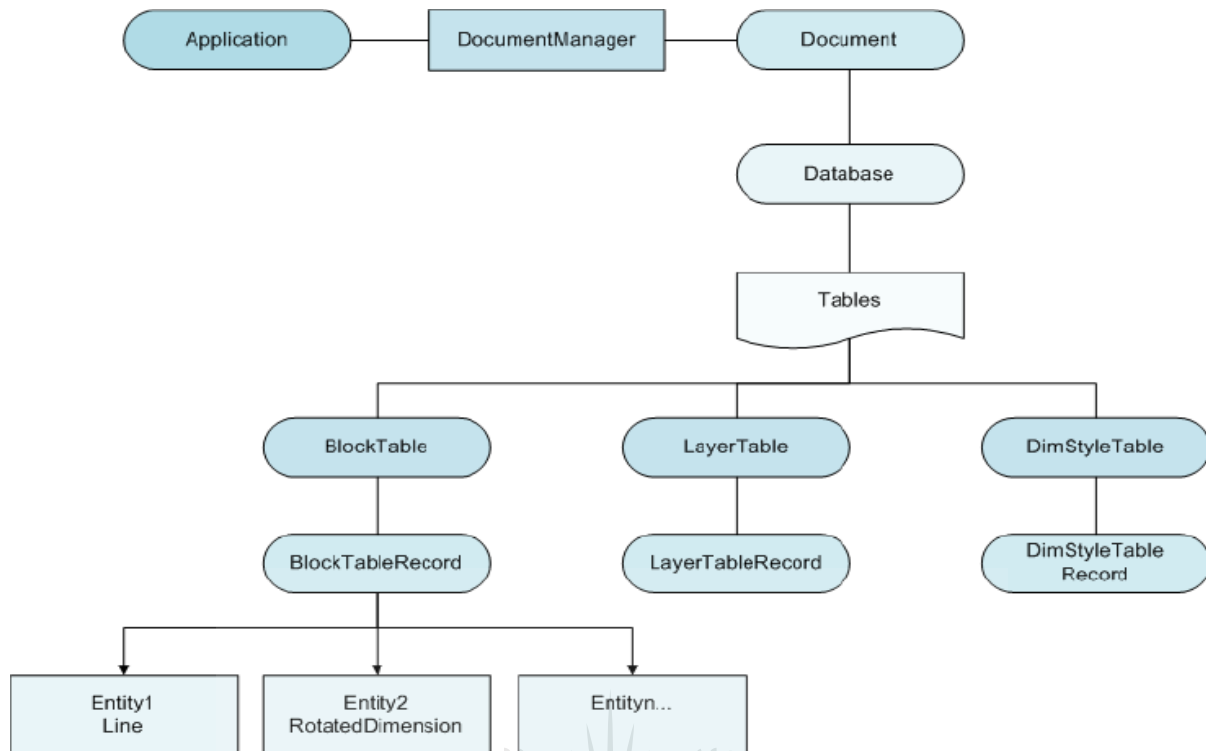 Application
DocumentManager
Document
Database
Tables
BlockTable
LayerTable
DimStyleTable
BlockTableRecord
LayerTableRecord
DimStyleTable
Record
Entity1
Line
Entity2
RotatedDimension
Entityn...